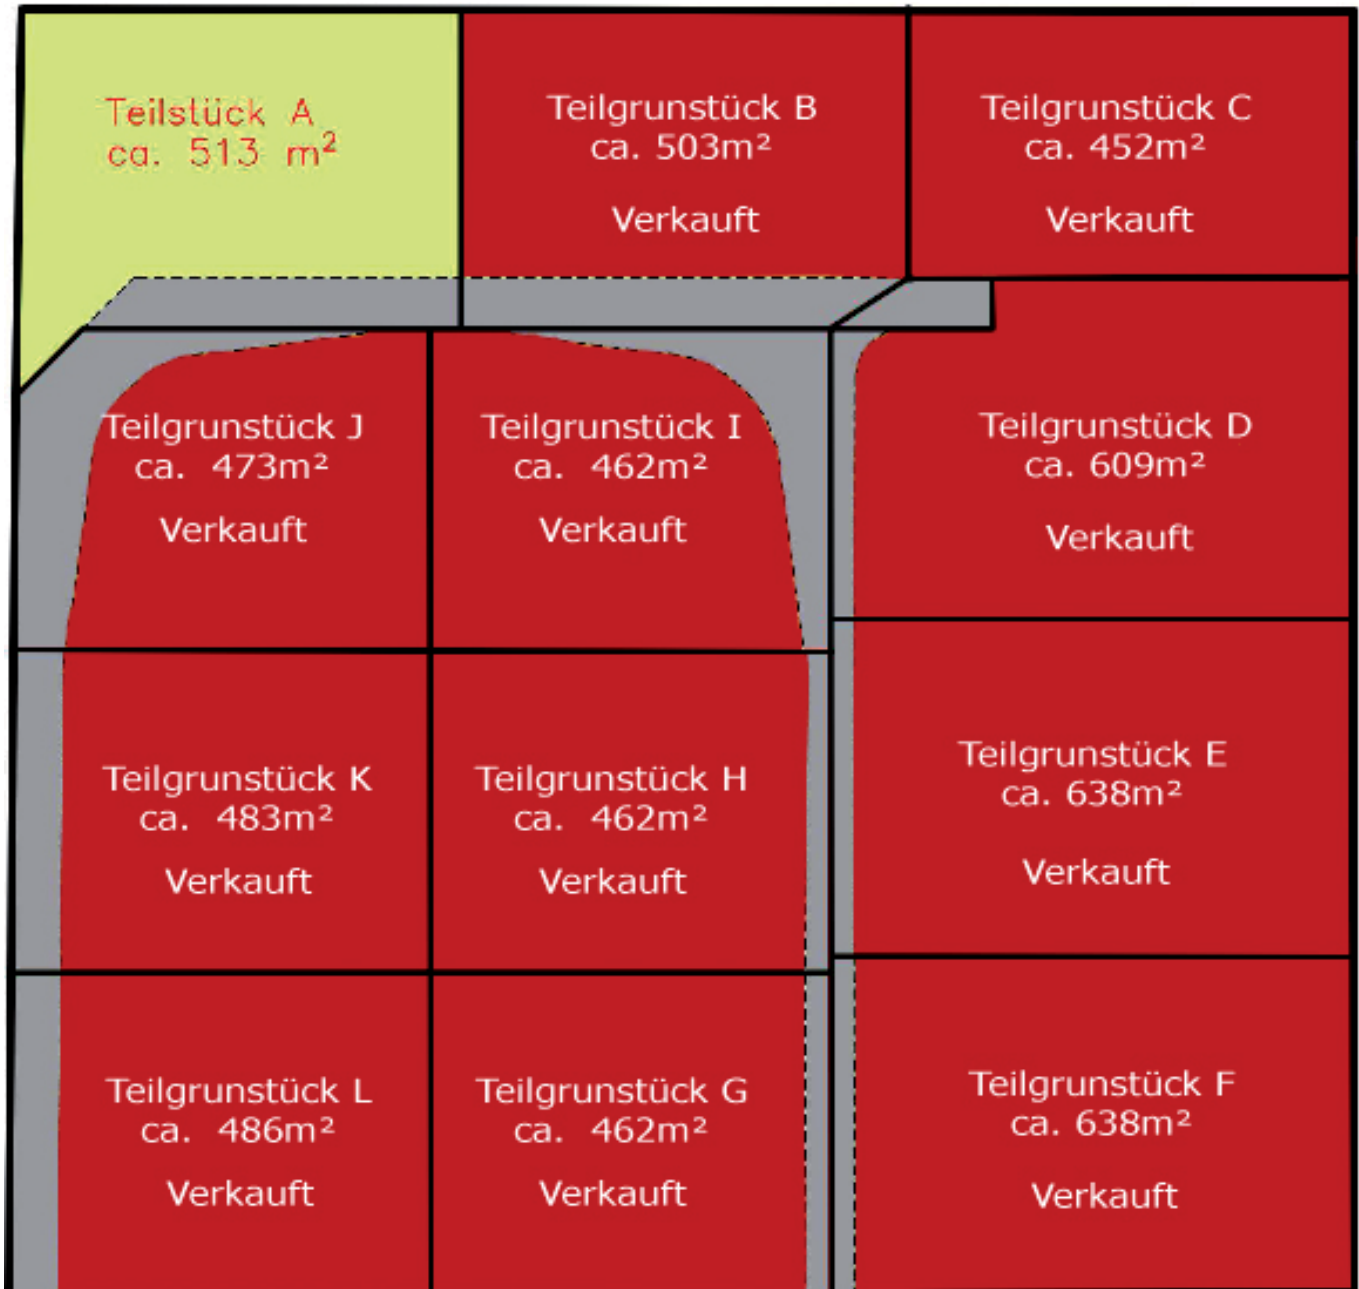 Teilstück A
ca. 513 m²
Teilgrunstück B
ca. 503m²
Verkauft
Teilgrunstück C
ca. 452m²
Verkauft
Teilgrunstück J
ca. 473m²
Verkauft
Teilgrunstück I
ca. 462m²
Verkauft
Teilgrunstück D
ca. 609m²
Verkauft
Teilgrunstück K
ca. 483m²
Verkauft
Teilgrunstück H
ca. 462m²
Verkauft
Teilgrunstück E
ca. 638m²
Verkauft
Teilgrunstück L
ca. 486m²
Verkauft
Teilgrunstück G
ca. 462m²
Verkauft
Teilgrunstück F
ca. 638m²
Verkauft